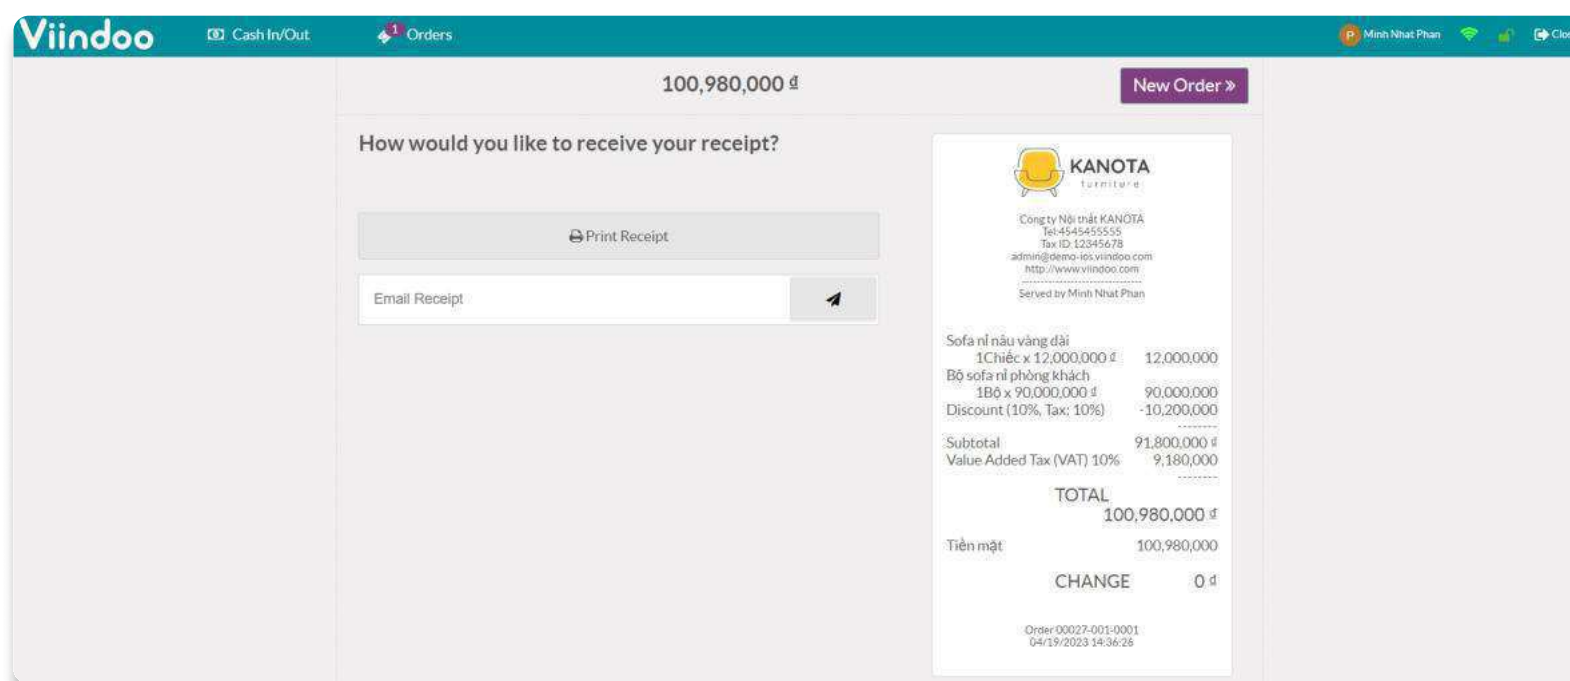 Viindoo
Cash In/Out
1
Orders
P
Minh Nhat Phan
100,980,000 ₫
New Order »
How would you like to receive your receipt?
Print Receipt
Email Receipt
KANOTA
furniture
Công ty Nội thất KANOTA
Tel:4545455555
Tax ID:12345678
admin@demo-ios.viindoo.com
http://www.viindoo.com
--------------------------------
Served by Minh Nhat Phan
Sofa nỉ nâu vàng dài
1Chiếc x 12,000,000 ₫ 12,000,000
Bộ sofa nỉ phòng khách
1Bộ x 90,000,000 ₫ 90,000,000
Discount (10%, Tax: 10%) -10,200,000
--------
Subtotal 91,800,000 ₫
Value Added Tax (VAT) 10% 9,180,000
--------
TOTAL
100,980,000 ₫
Tiền mặt 100,980,000
CHANGE 0 ₫
Order 00027-001-0001
04/19/2023 14:36:26